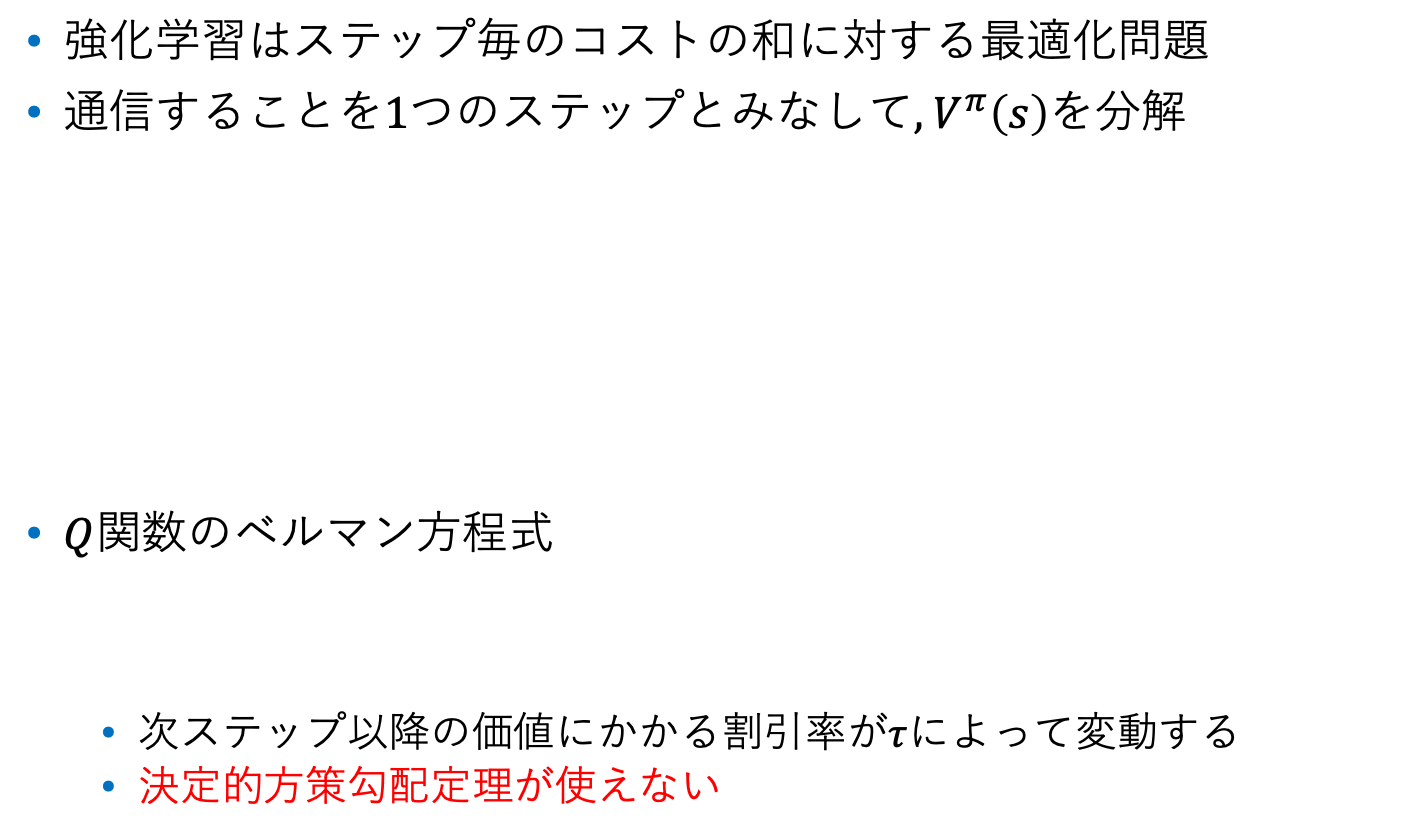 • 強化学習はステップ毎のコストの和に対する最適化問題
• 通信することを1つのステップとみなして, V^π(s)を分解
• Q関数のベルマン方程式
• 次ステップ以降の価値にかかる割引率がτによって変動する
• 決定的方策勾配定理が使えない